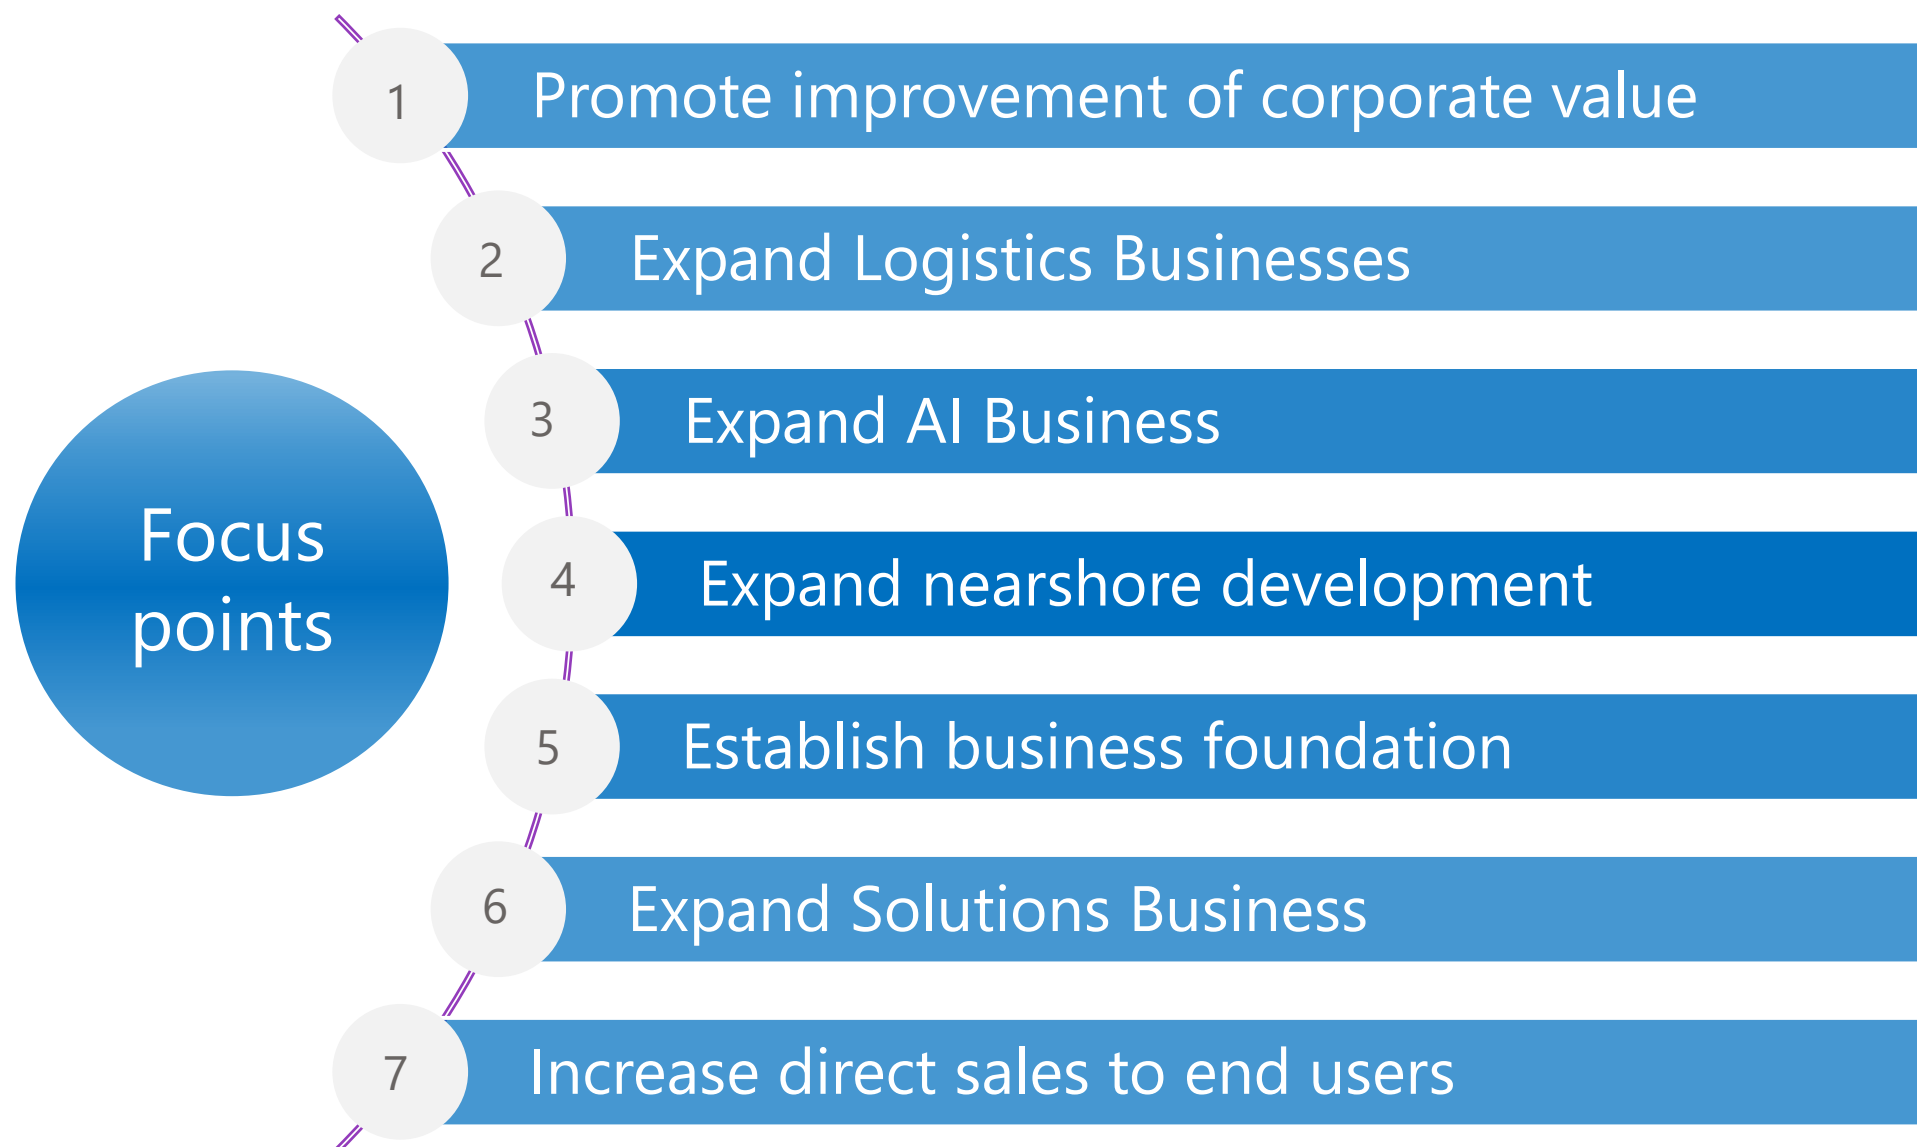 Focus
points
1
Promote improvement of corporate value
2
Expand Logistics Businesses
3
Expand AI Business
4
Expand nearshore development
5
Establish business foundation
6
Expand Solutions Business
7
Increase direct sales to end users